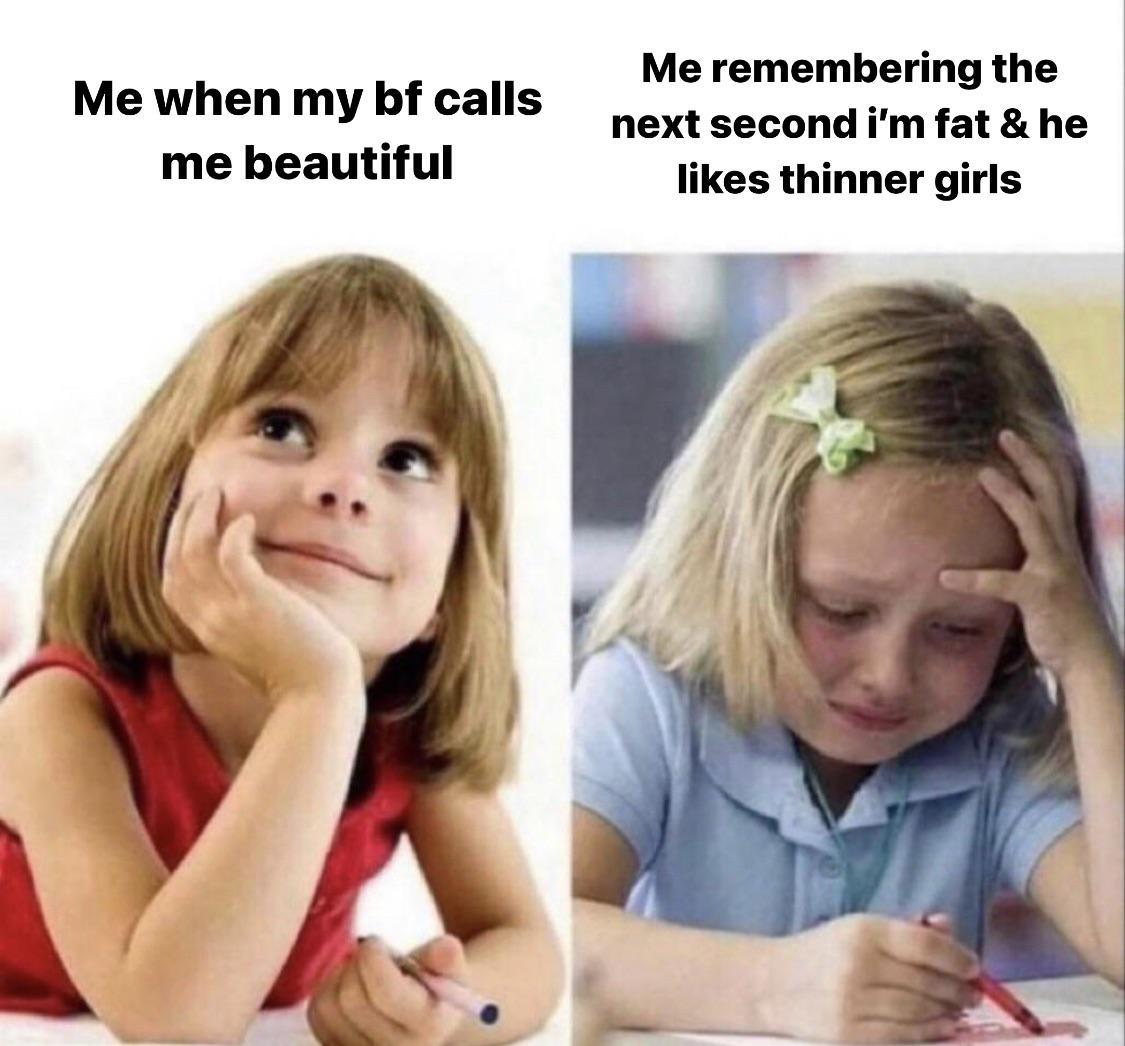 Me when my bf calls
me beautiful
Me remembering the
next second i'm fat & he
likes thinner girls